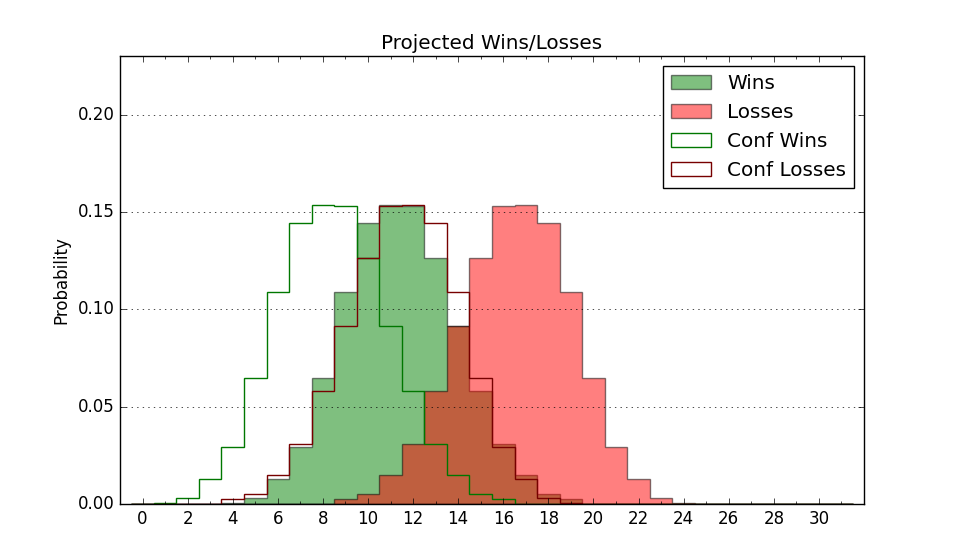 Projected Wins/Losses
Wins
Losses
Conf Wins
Conf Losses
Probability
0.20
0.15
0.10
0.05
0.00
0 2 4 6 8 10 12 14 16 18 20 22 24 26 28 30